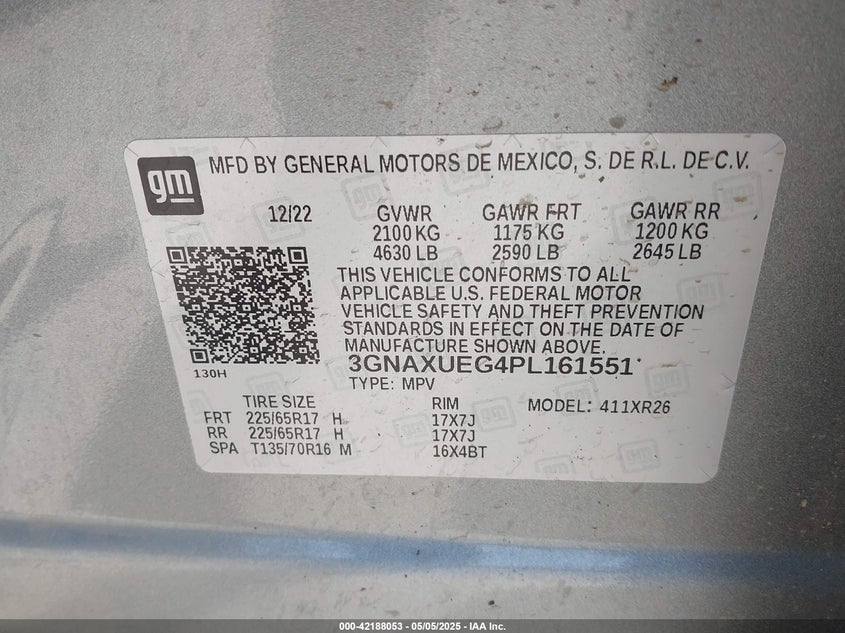 gm
MFD BY GENERAL MOTORS DE MEXICO, S. DE R.L. DE C.V.
12/22 GVWR GAWR FRT GAWR RR
2100 KG 1175 KG 1200 KG
4630 LB 2590 LB 2645 LB
THIS VEHICLE CONFORMS TO ALL
APPLICABLE U.S. FEDERAL MOTOR
VEHICLE SAFETY AND THEFT PREVENTION
STANDARDS IN EFFECT ON THE DATE OF
MANUFACTURE SHOWN ABOVE.
130H
3GNAXUEG4PL161551*
TYPE: MPV
TIRE SIZE RIM MODEL: 411XR26
FRT 225/65R17 H 17X7J
RR 225/65R17 H 17X7J
SPA T135/70R16 M 16X4BT
000-42188053 — 05/05/2025 - IAA Inc.